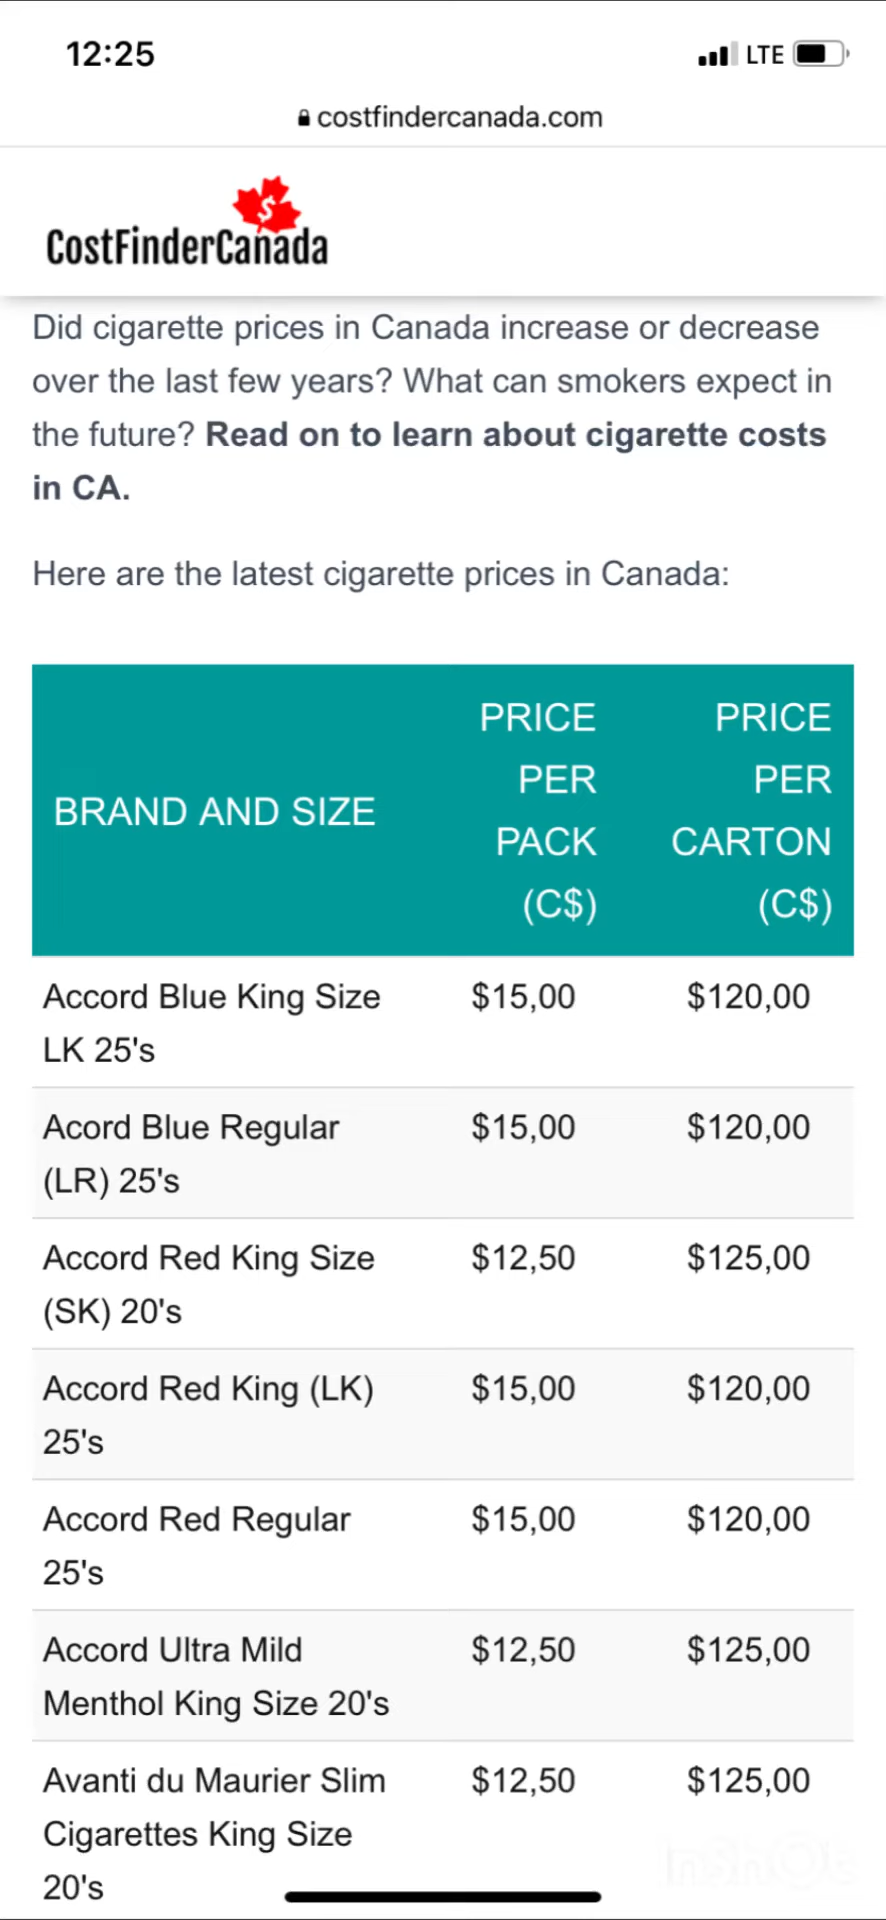 12:25
LTE
costfindercanada.com
CostFinderCanada
Did cigarette prices in Canada increase or decrease
over the last few years? What can smokers expect in
the future? Read on to learn about cigarette costs
in CA.
Here are the latest cigarette prices in Canada:
BRAND AND SIZE
PRICE
PER
PACK
(C$)
PRICE
PER
CARTON
(C$)
Accord Blue King Size $15,00 $120,00
LK 25's
Acord Blue Regular $15,00 $120,00
(LR) 25's
Accord Red King Size $12,50 $125,00
(SK) 20's
Accord Red King (LK) $15,00 $120,00
25's
Accord Red Regular $15,00 $120,00
25's
Accord Ultra Mild $12,50 $125,00
Menthol King Size 20's
Avanti du Maurier Slim $12,50 $125,00
Cigarettes King Size
20's
InShOt